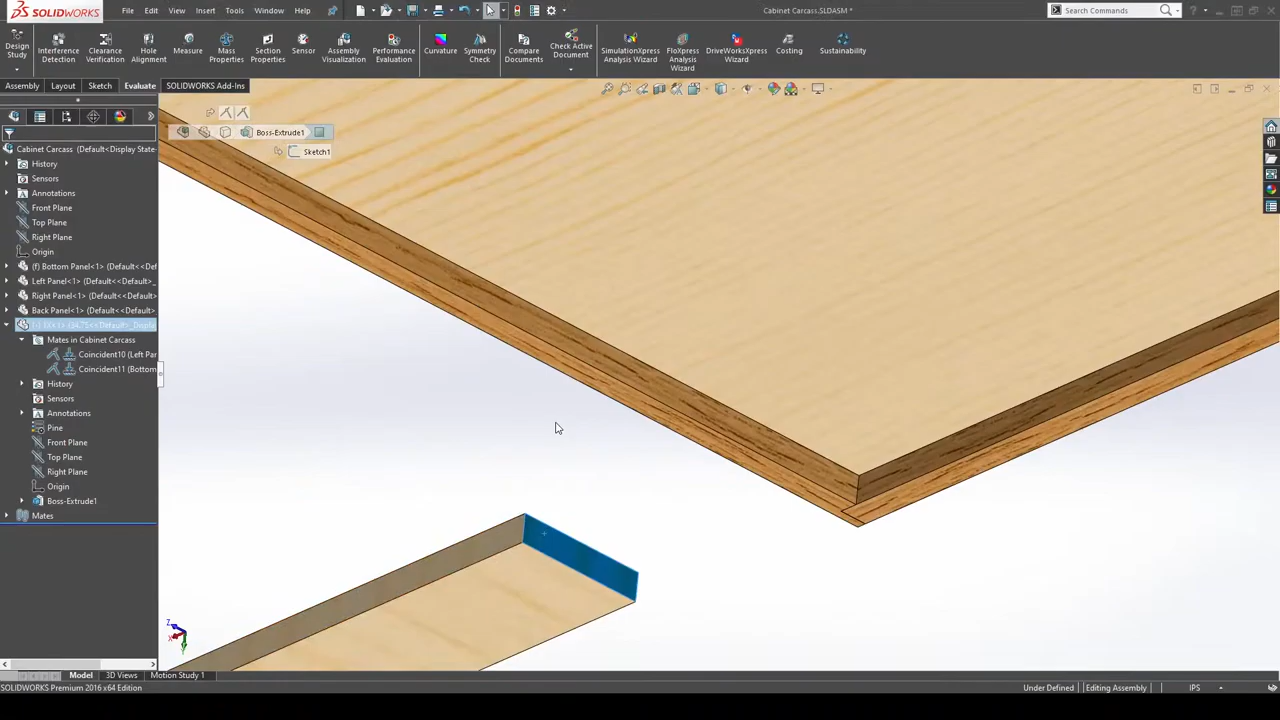 SOLIDWORKS
File Edit View Insert Tools Window Help
Cabinet Carcass.SLDASM *
Search Commands
Design Study
Interference Detection
Clearance Verification
Hole Alignment
Measure
Mass Properties
Section Properties
Sensor
Assembly Visualization
Performance Evaluation
Curvature
Symmetry Check
Compare Documents
Check Active Document
SimulationXpress Analysis Wizard
FloXpress Analysis Wizard
DriveWorksXpress Wizard
Costing
Sustainability
Assembly Layout Sketch Evaluate SOLIDWORKS Add-Ins
Boss-Extrude1
Sketch1
Cabinet Carcass (Default<Display State-
History
Sensors
Annotations
Front Plane
Top Plane
Right Plane
Origin
(f) Bottom Panel<1> (Default<<Def
Left Panel<1> (Default<<Default>_
Right Panel<1> (Default<<Default>
Back Panel<1> (Default<<Default>_
Mates in Cabinet Carcass
Coincident10 (Left Par
Coincident11 (Bottom
History
Sensors
Annotations
Pine
Front Plane
Top Plane
Right Plane
Origin
Boss-Extrude1
Mates
Z
X
Y
Model 3D Views Motion Study 1
SOLIDWORKS Premium 2016 x64 Edition
Under Defined Editing Assembly IPS